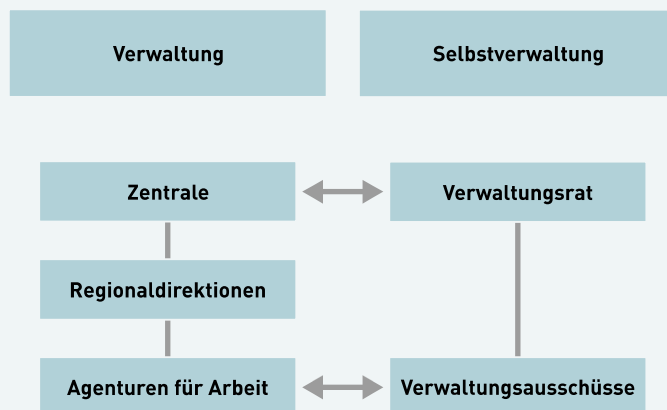 Verwaltung
Selbstverwaltung
Zentrale
Verwaltungsrat
Regionaldirektionen
Agenturen für Arbeit
Verwaltungsausschüsse